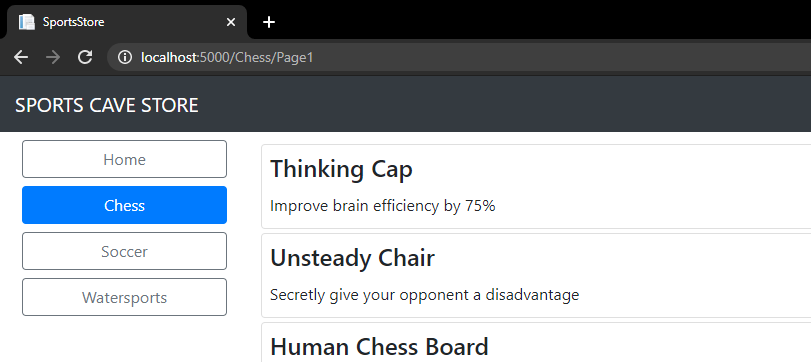 SportsStore
localhost:5000/Chess/Page1
SPORTS CAVE STORE
Home
Chess
Soccer
Watersports
Thinking Cap
Improve brain efficiency by 75%
Unsteady Chair
Secretly give your opponent a disadvantage
Human Chess Board